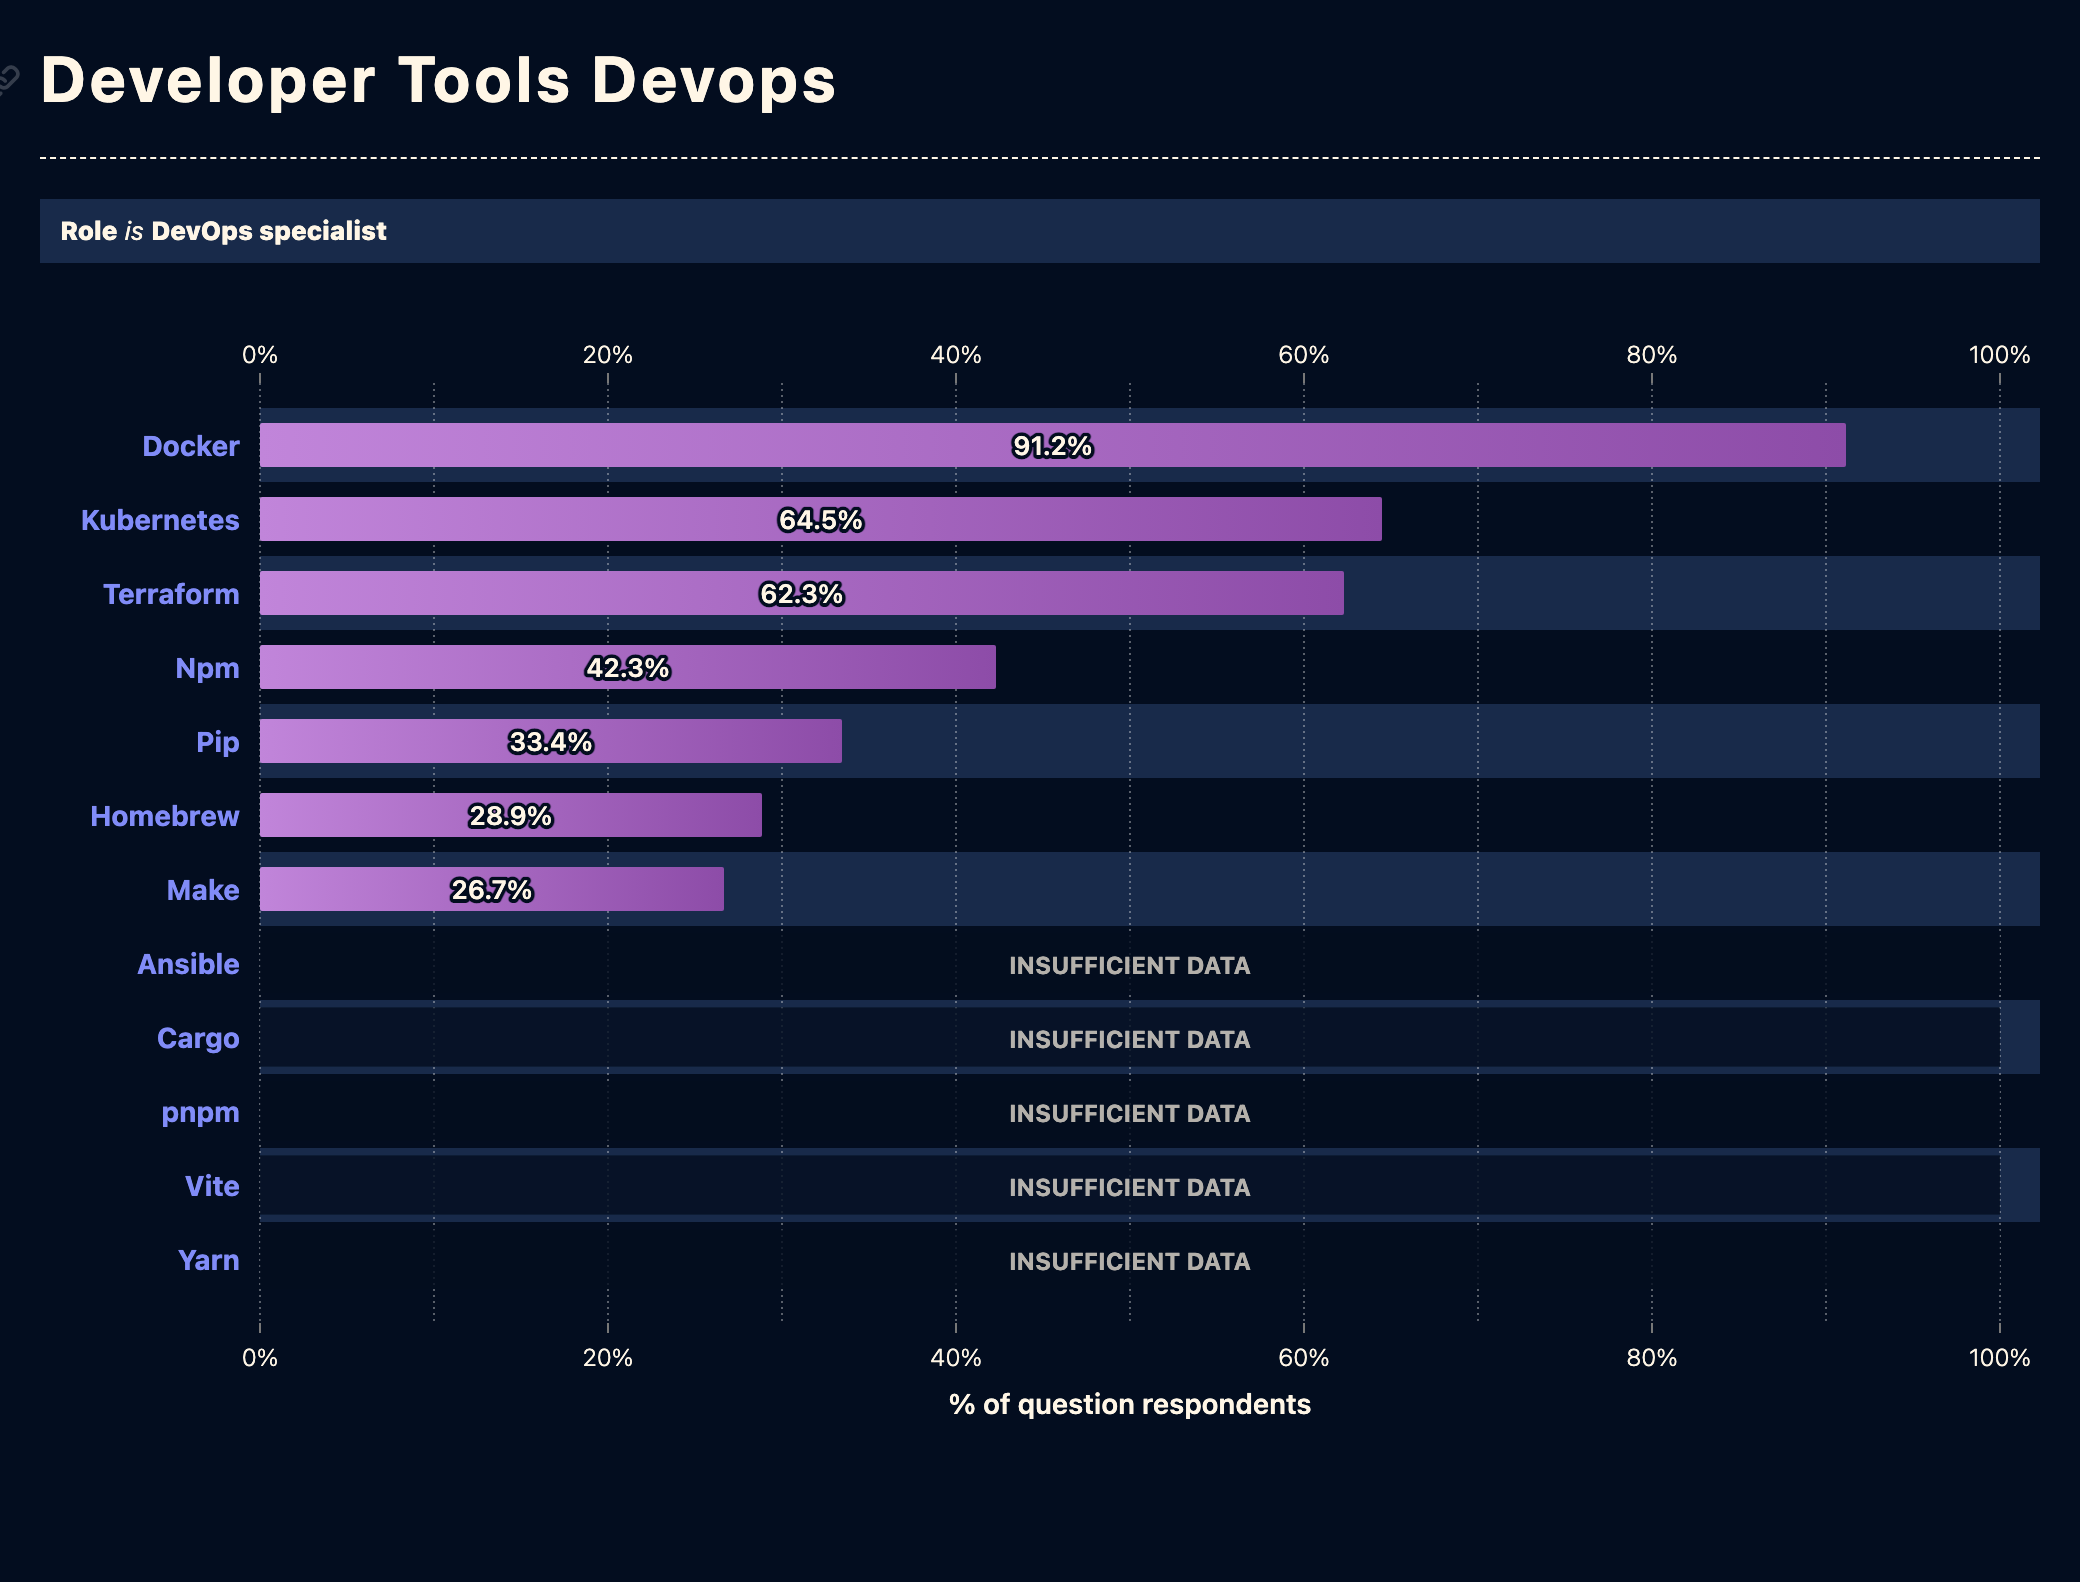 Developer Tools Devops
Role is DevOps specialist
0% 20% 40% 60% 80% 100%
Docker 91.2%
Kubernetes 64.5%
Terraform 62.3%
Npm 42.3%
Pip 33.4%
Homebrew 28.9%
Make 26.7%
Ansible INSUFFICIENT DATA
Cargo INSUFFICIENT DATA
pnpm INSUFFICIENT DATA
Vite INSUFFICIENT DATA
Yarn INSUFFICIENT DATA
0% 20% 40% 60% 80% 100%
% of question respondents